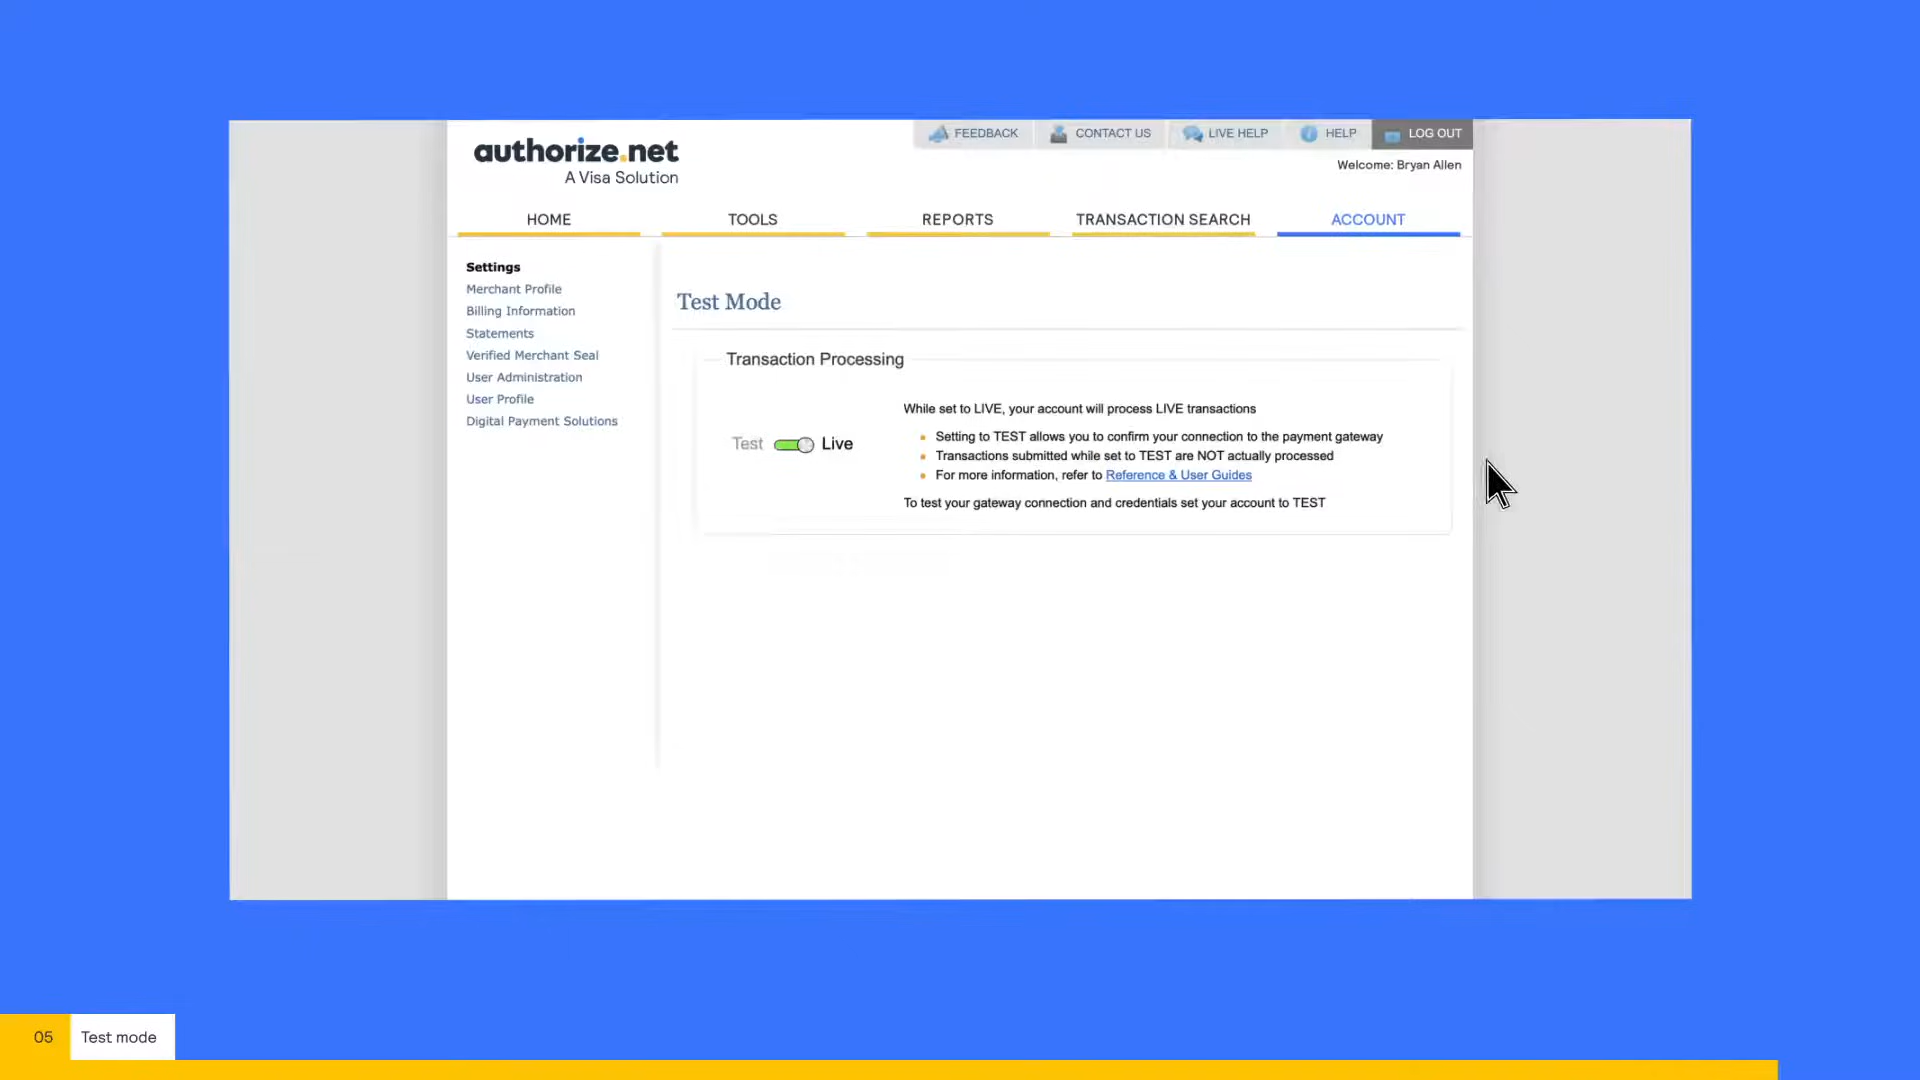 authorize.net
A Visa Solution
FEEDBACK
CONTACT US
LIVE HELP
HELP
LOG OUT
Welcome: Bryan Allen
HOME
TOOLS
REPORTS
TRANSACTION SEARCH
ACCOUNT
Settings
Merchant Profile
Billing Information
Statements
Verified Merchant Seal
User Administration
User Profile
Digital Payment Solutions
Test Mode
Transaction Processing
Test
Live
While set to LIVE, your account will process LIVE transactions
Setting to TEST allows you to confirm your connection to the payment gateway
Transactions submitted while set to TEST are NOT actually processed
For more information, refer to Reference & User Guides
To test your gateway connection and credentials set your account to TEST
05
Test mode